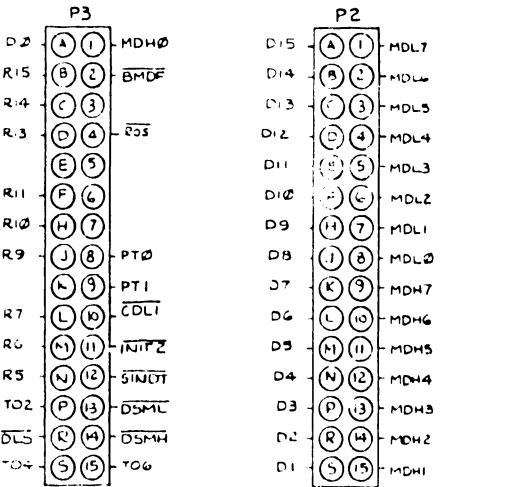 P3
DØ A 1 MDHØ
R15 B 2 BMDF
R14 C 3
R13 D 4
E 5
R11 F 6
R1Ø H 7
R9 J 8 PTØ
K 9 PT1
R7 L 10 CDL1
R6 M 11 INIT2
R5 N 12 SINDT
TO2 P 13 DSML
DLS R 14 DSMH
TO4 S 15 TO6
P2
D15 A 1 MDL7
D14 B 2 MDL6
D13 C 3 MDL5
D12 D 4 MDL4
D11 E 5 MDL3
D1Ø F 6 MDL2
D9 H 7 MDL1
D8 J 8 MDLØ
D7 K 9 MDH7
D6 L 10 MDH6
D5 M 11 MDH5
D4 N 12 MDH4
D3 P 13 MDH3
D2 R 14 MDH2
D1 S 15 MDH1